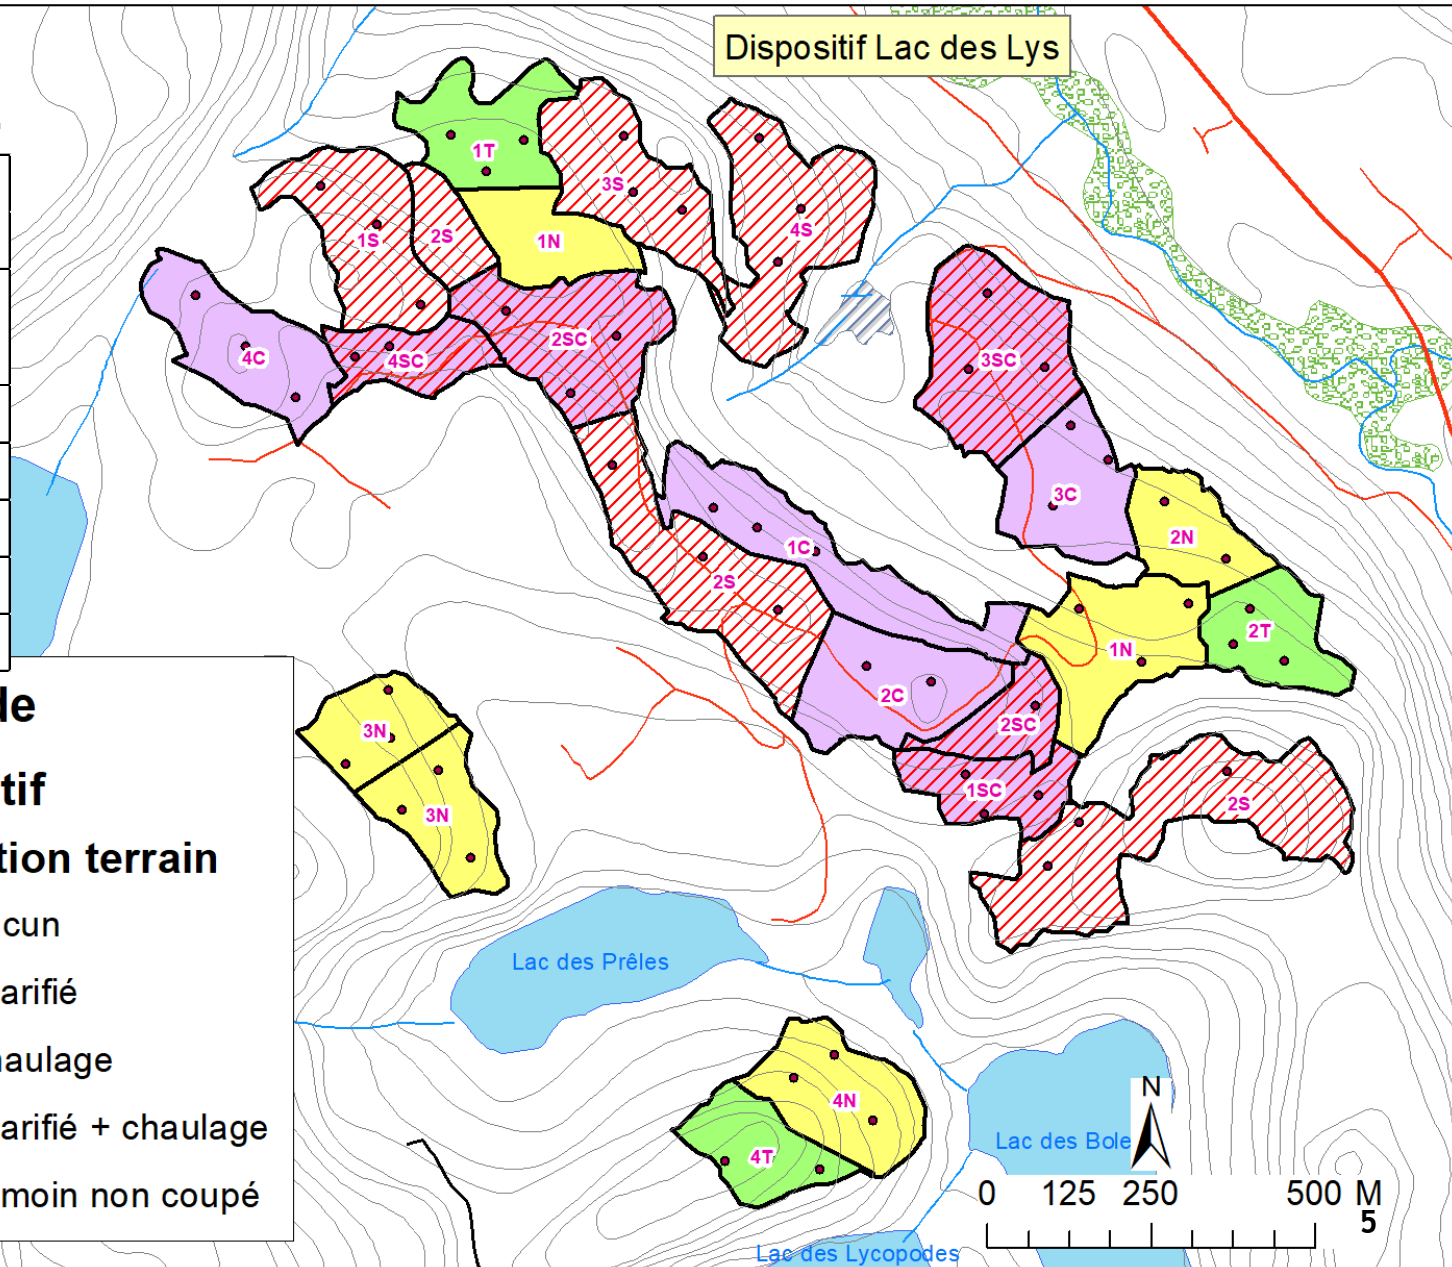 Dispositif Lac des Lys
1T
3S
4S
1S
2S
1N
4C
4SC
2SC
3SC
3C
2N
1C
2S
2T
1N
2C
2SC
1SC
2S
3N
3N
de
tif
tion terrain
cun
arifié
haulage
arifié + chaulage
moin non coupé
Lac des Prêles
4N
4T
Lac des Bole
N
0 125 250 500 M
5
Lac des Lycopodes